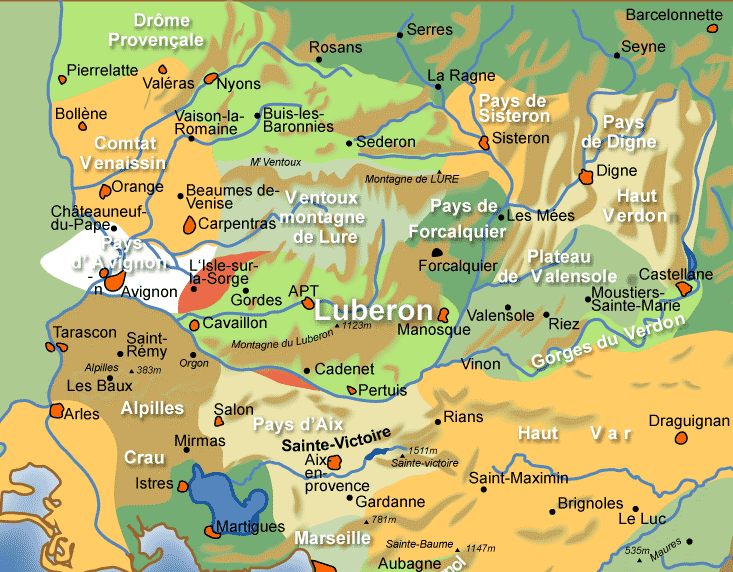 Drôme
Provençale
Barcelonnette
Serres
Rosans
Seyne
Pierrelatte
Valéras
Nyons
La Ragne
Bollène
Vaison-la-
Romaine
Buis-les-
Baronnies
Pays de
Sisteron
Pays
de Digne
Comtat
Venaissin
Sederon
Sisteron
Mt Ventoux
Montagne de LURE
Digne
Orange
Beaumes de-
Venise
Ventoux
montagne
de Lure
Haut
Verdon
Châteauneuf-
du-Pape
Carpentras
Pays de
Forcalquier
Les Mées
Pays
d'Avignon
L'Isle-sur-
la-Sorge
Forcalquier
Plateau
de Valensole
Castellane
-n
Avignon
Gordes
APT
Luberon
Moustiers-
Sainte-Marie
Valensole
Riez
Cavaillon
Manosque
1123m
Montagne du Luberon
Gorges du Verdon
Tarascon
Saint-
Rémy
Orgon
Alpilles
383m
Les Baux
Cadenet
Vinon
Pertuis
Arles
Alpilles
Salon
Pays d'Aix
Rians
Draguignan
Sainte-Victoire
Haut Var
Mirmas
Crau
Aix-
en-
provence
1511m
Sainte-victoire
Istres
Saint-Maximin
Gardanne
Brignoles
Le Luc
Martigues
781m
Marseille
Sainte-Baume
1147m
Aubagne
535m
Maures